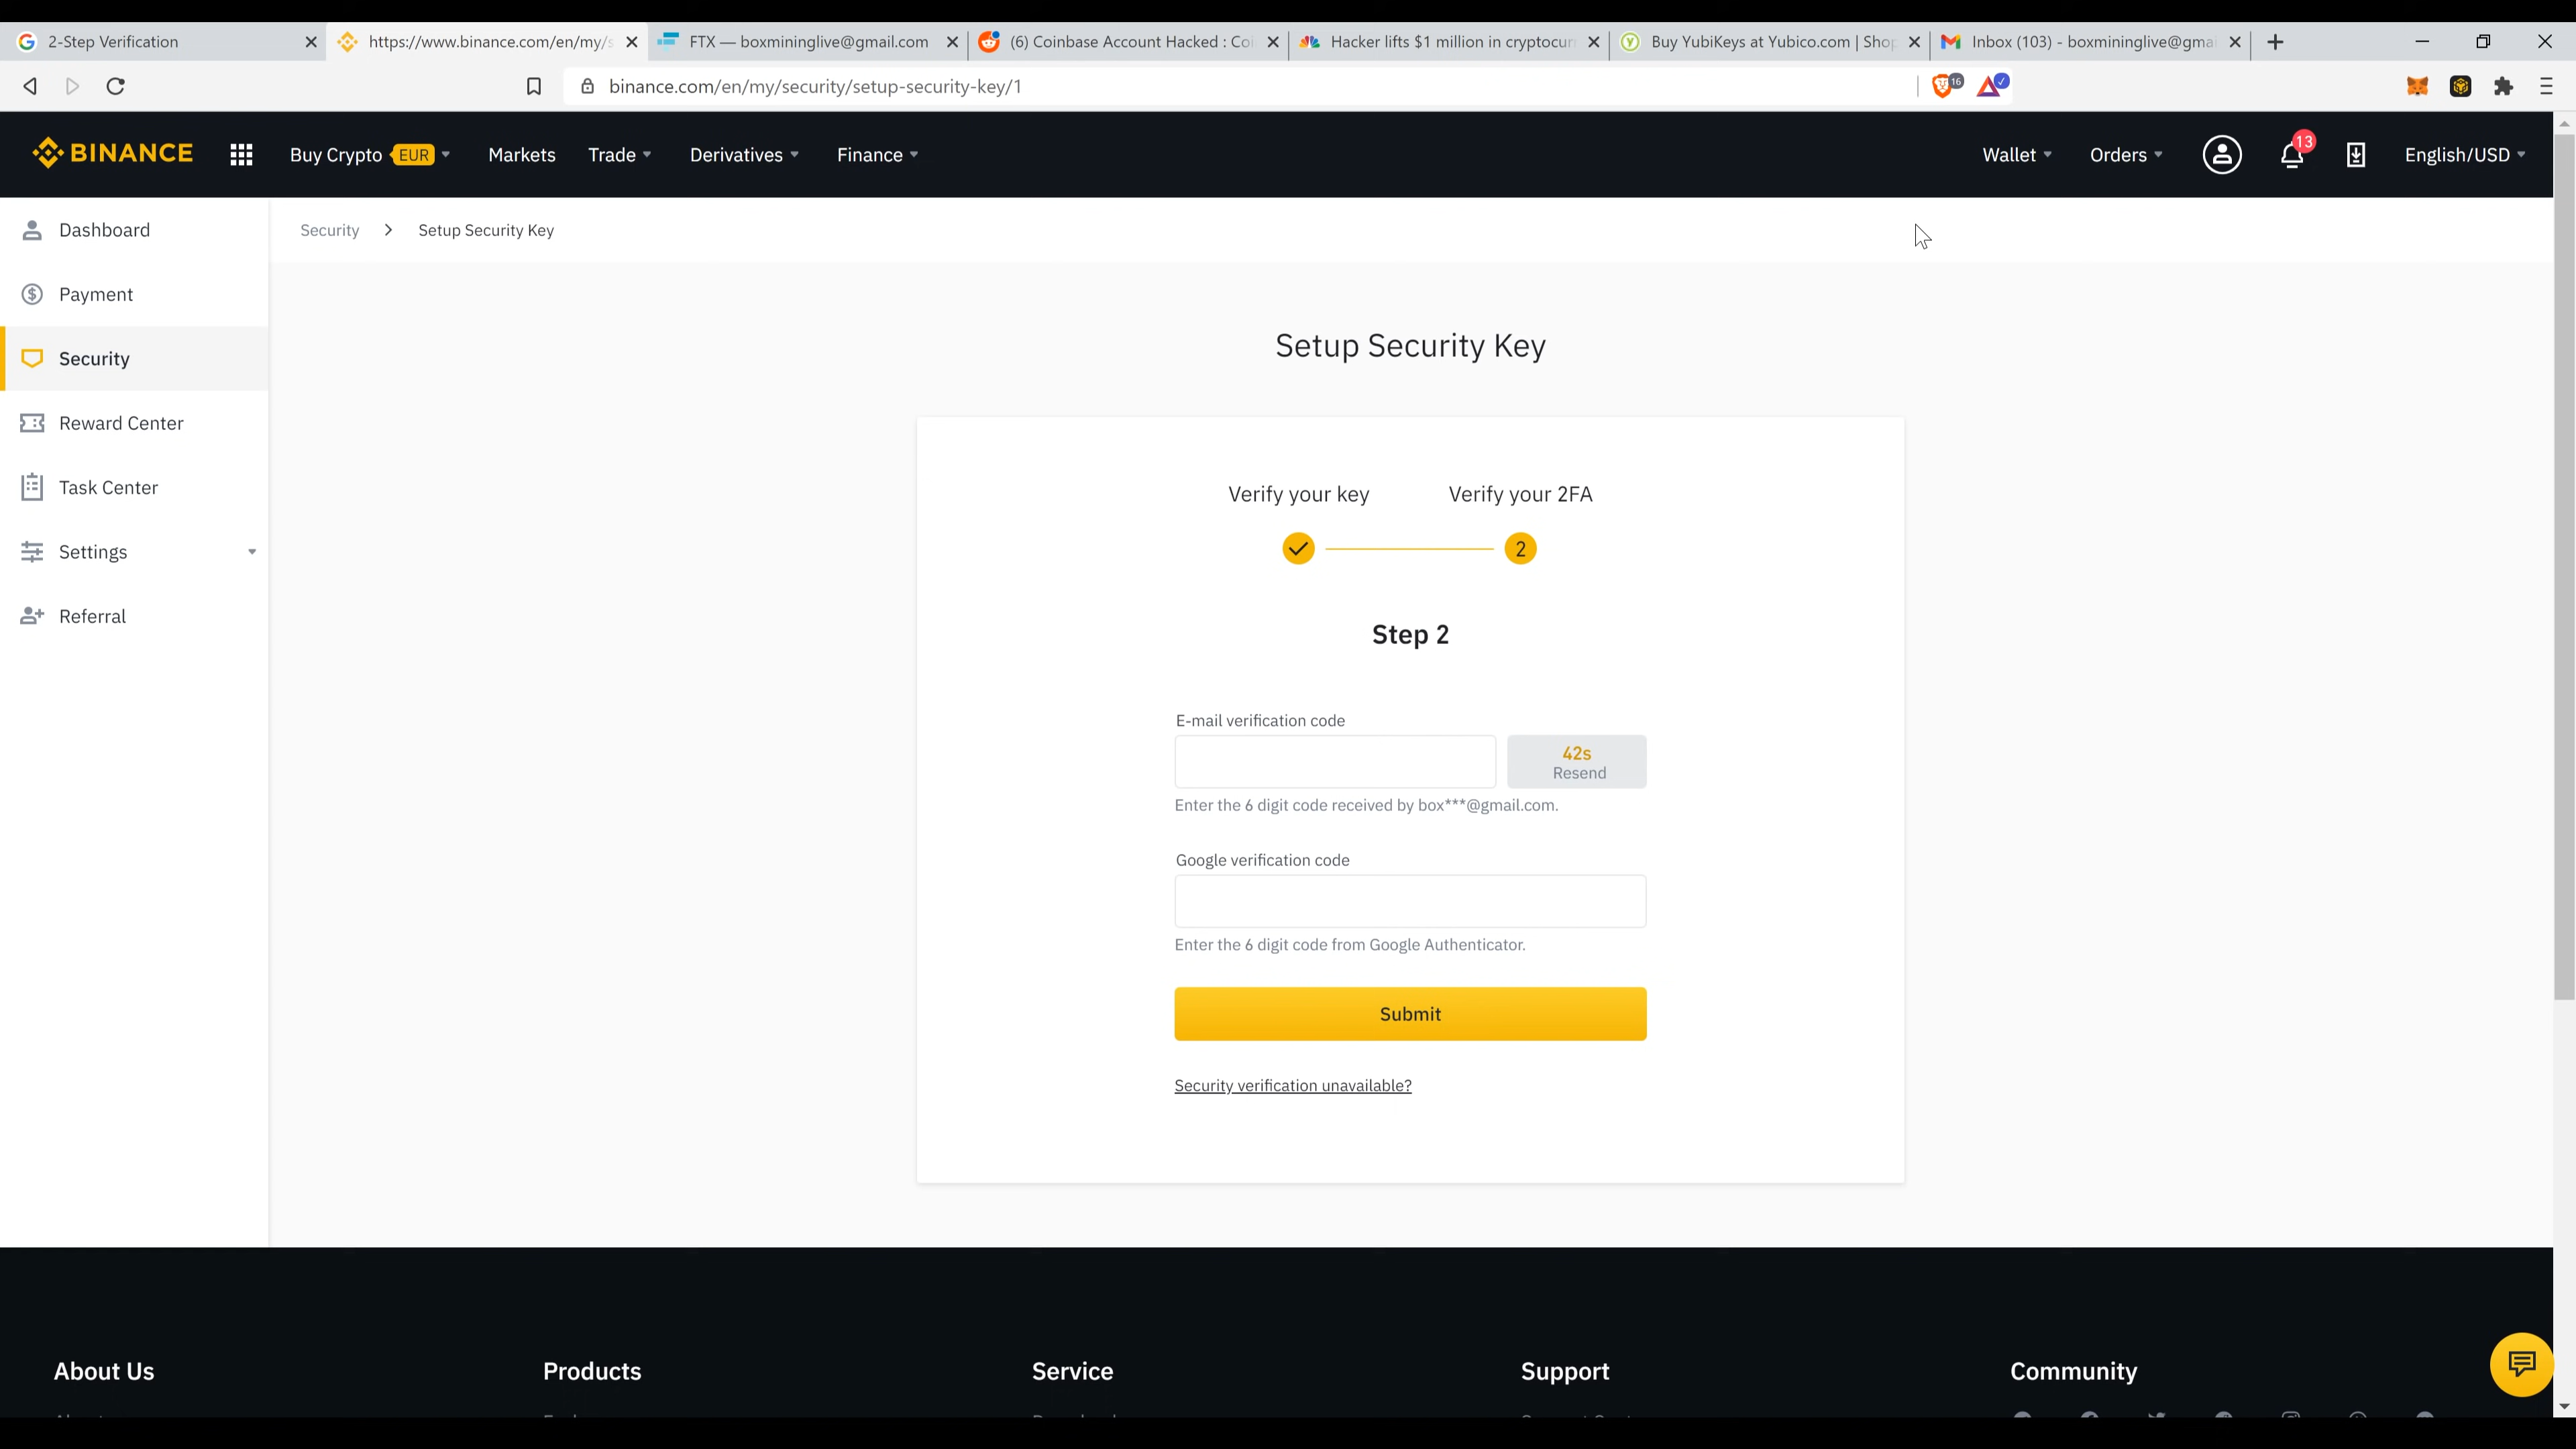 2-Step Verification
https://www.binance.com/en/my/s
FTX — boxmininglive@gmail.com
(6) Coinbase Account Hacked : Coi
Hacker lifts $1 million in cryptocurr
Buy YubiKeys at Yubico.com | Shop
Inbox (103) - boxmininglive@gmai
binance.com/en/my/security/setup-security-key/1
16
BINANCE
Buy Crypto EUR
Markets
Trade
Derivatives
Finance
Wallet
Orders
13
English/USD
Dashboard
Payment
Security
Reward Center
Task Center
Settings
Referral
Security > Setup Security Key
Setup Security Key
Verify your key
Verify your 2FA
2
Step 2
E-mail verification code
42s
Resend
Enter the 6 digit code received by box***@gmail.com.
Google verification code
Enter the 6 digit code from Google Authenticator.
Submit
Security verification unavailable?
About Us
Products
Service
Support
Community